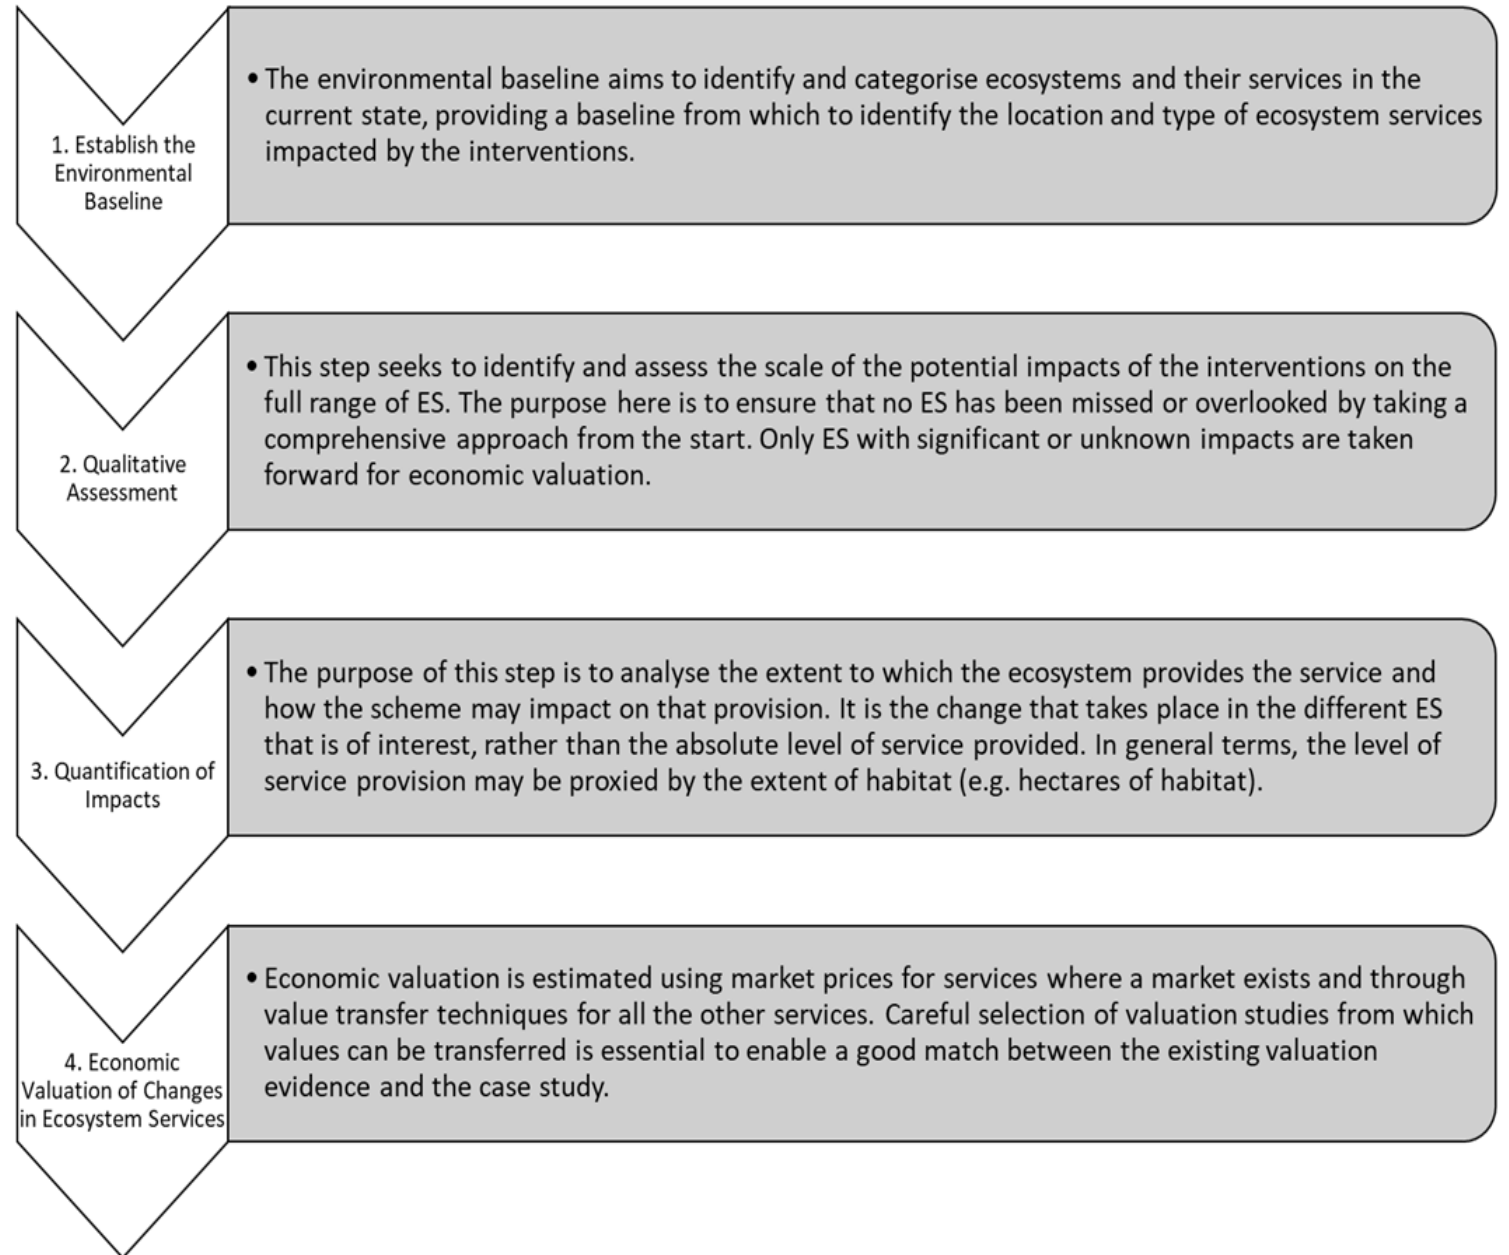 1. Establish the
Environmental
Baseline
• The environmental baseline aims to identify and categorise ecosystems and their services in the
current state, providing a baseline from which to identify the location and type of ecosystem services
impacted by the interventions.
2. Qualitative
Assessment
• This step seeks to identify and assess the scale of the potential impacts of the interventions on the
full range of ES. The purpose here is to ensure that no ES has been missed or overlooked by taking a
comprehensive approach from the start. Only ES with significant or unknown impacts are taken
forward for economic valuation.
3. Quantification of
Impacts
• The purpose of this step is to analyse the extent to which the ecosystem provides the service and
how the scheme may impact on that provision. It is the change that takes place in the different ES
that is of interest, rather than the absolute level of service provided. In general terms, the level of
service provision may be proxied by the extent of habitat (e.g. hectares of habitat).
4. Economic
Valuation of Changes
in Ecosystem Services
• Economic valuation is estimated using market prices for services where a market exists and through
value transfer techniques for all the other services. Careful selection of valuation studies from which
values can be transferred is essential to enable a good match between the existing valuation
evidence and the case study.